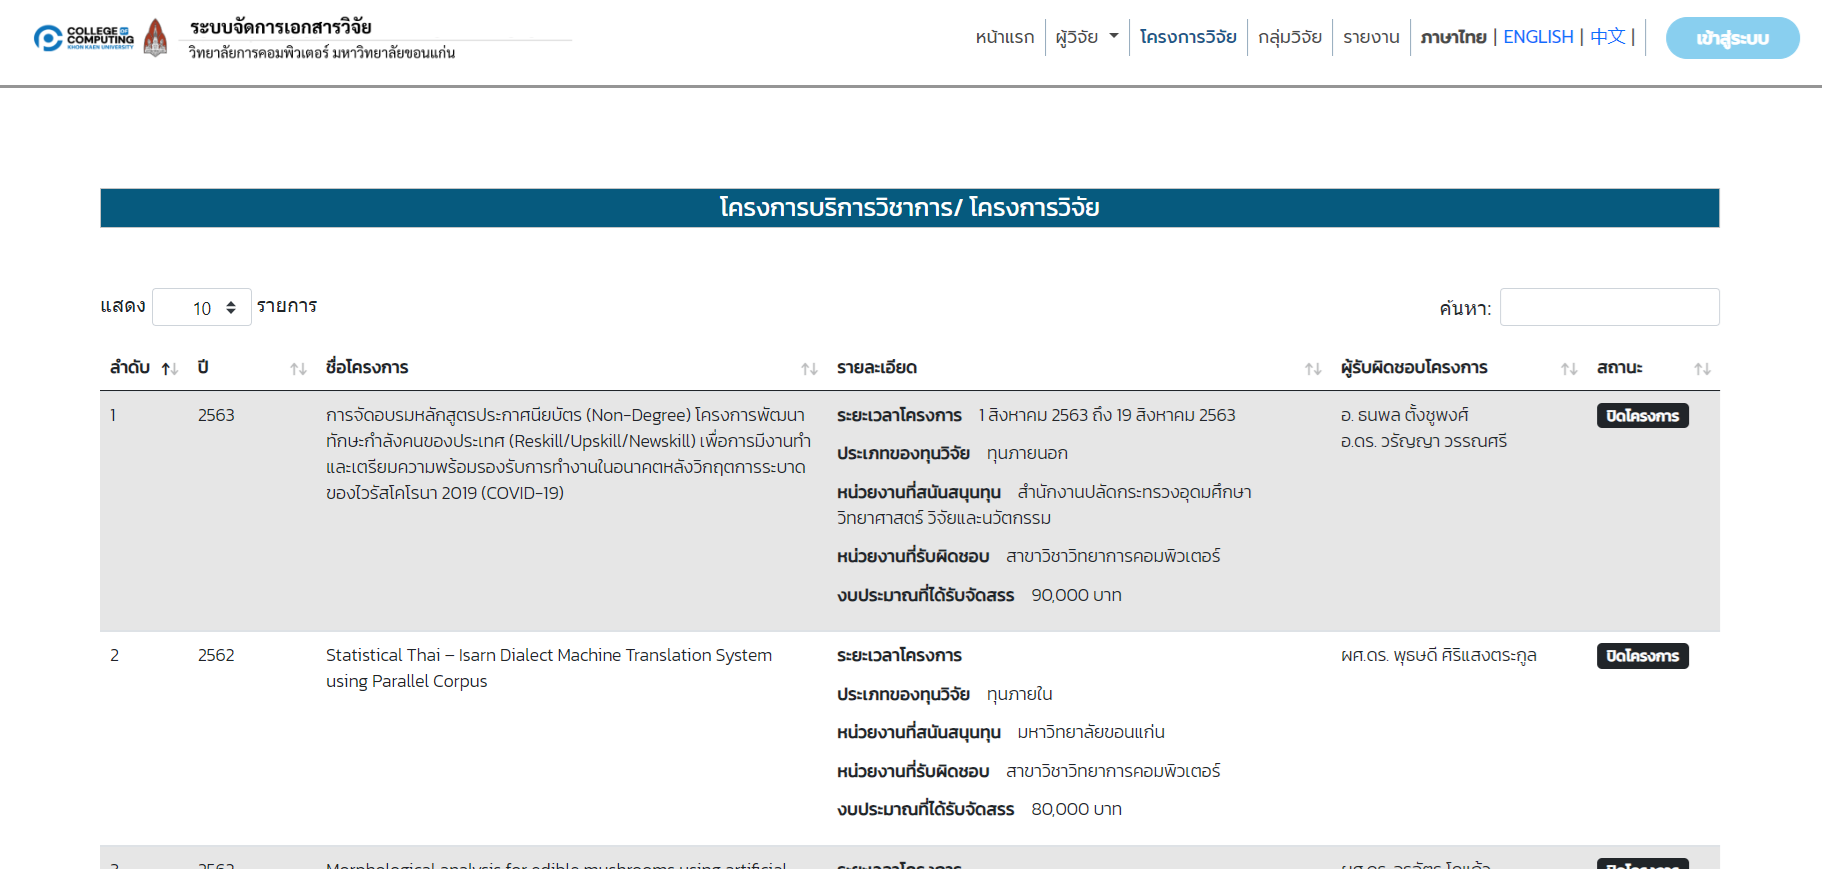 COLLEGE OF
COMPUTING
KHON KAEN UNIVERSITY
ระบบจัดการเอกสารวิจัย
วิทยาลัยการคอมพิวเตอร์ มหาวิทยาลัยขอนแก่น
หน้าแรก ผู้วิจัย โครงการวิจัย กลุ่มวิจัย รายงาน ภาษาไทย | ENGLISH | 中文 | เข้าสู่ระบบ
โครงการบริการวิชาการ/ โครงการวิจัย
แสดง 10 รายการ ค้นหา:
ลำดับ ปี ชื่อโครงการ รายละเอียด ผู้รับผิดชอบโครงการ สถานะ
1 2563 การจัดอบรมหลักสูตรประกาศนียบัตร (Non-Degree) โครงการพัฒนา
ทักษะกำลังคนของประเทศ (Reskill/Upskill/Newskill) เพื่อการมีงานทำ
และเตรียมความพร้อมรองรับการทำงานในอนาคตหลังวิกฤตการระบาด
ของไวรัสโคโรนา 2019 (COVID-19)
ระยะเวลาโครงการ 1 สิงหาคม 2563 ถึง 19 สิงหาคม 2563
ประเภทของทุนวิจัย ทุนภายนอก
หน่วยงานที่สนันสนุนทุน สำนักงานปลัดกระทรวงอุดมศึกษา
วิทยาศาสตร์ วิจัยและนวัตกรรม
หน่วยงานที่รับผิดชอบ สาขาวิชาวิทยาการคอมพิวเตอร์
งบประมาณที่ได้รับจัดสรร 90,000 บาท
อ. ธนพล ตั้งชูพงศ์
อ.ดร. วรัญญา วรรณศรี
ปิดโครงการ
2 2562 Statistical Thai – Isarn Dialect Machine Translation System
using Parallel Corpus
ระยะเวลาโครงการ
ประเภทของทุนวิจัย ทุนภายใน
หน่วยงานที่สนันสนุนทุน มหาวิทยาลัยขอนแก่น
หน่วยงานที่รับผิดชอบ สาขาวิชาวิทยาการคอมพิวเตอร์
งบประมาณที่ได้รับจัดสรร 80,000 บาท
ผศ.ดร. พุธษดี ศิริแสงตระกูล
ปิดโครงการ
3 2562 Morphological analysis for edible mushrooms using artificial
ระยะเวลาโครงการ
ปิดโครงการ